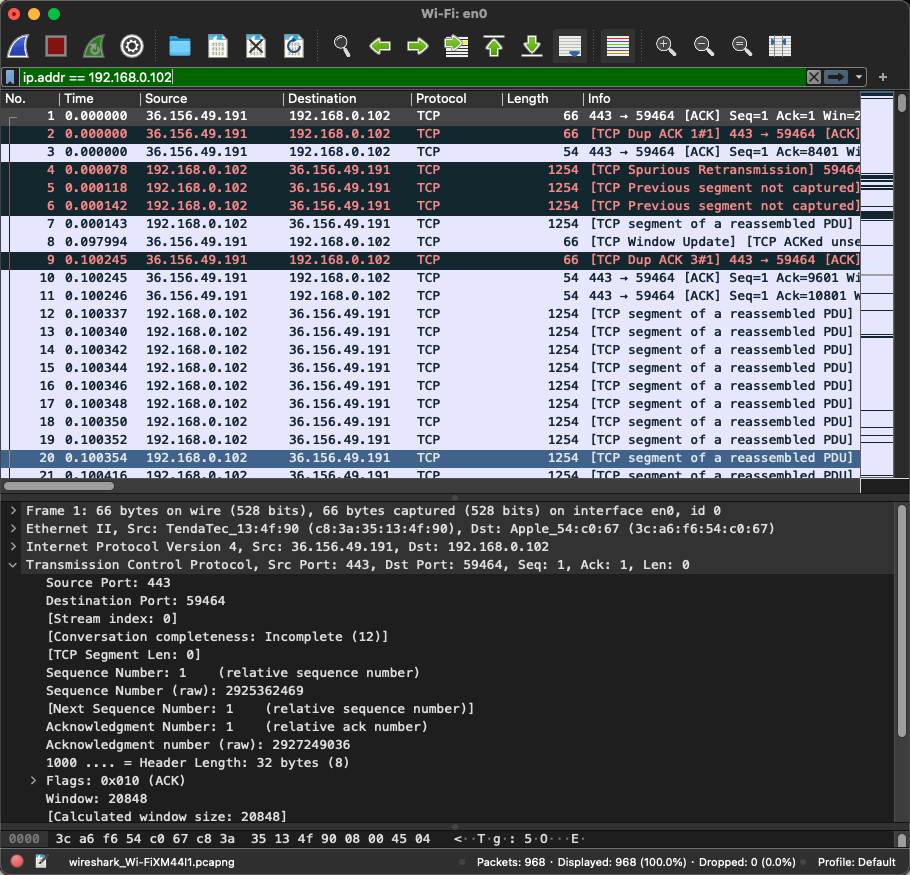 Wi-Fi: en0
ip.addr == 192.168.0.102
No. Time Source Destination Protocol Length Info
1 0.000000 36.156.49.191 192.168.0.102 TCP 66 443 → 59464 [ACK] Seq=1 Ack=1 Win=2
2 0.000000 36.156.49.191 192.168.0.102 TCP 66 [TCP Dup ACK 1#1] 443 → 59464 [ACK]
3 0.000000 36.156.49.191 192.168.0.102 TCP 54 443 → 59464 [ACK] Seq=1 Ack=8401 Wi
4 0.000078 192.168.0.102 36.156.49.191 TCP 1254 [TCP Spurious Retransmission] 59464
5 0.000118 192.168.0.102 36.156.49.191 TCP 1254 [TCP Previous segment not captured]
6 0.000142 192.168.0.102 36.156.49.191 TCP 1254 [TCP Previous segment not captured]
7 0.000143 192.168.0.102 36.156.49.191 TCP 1254 [TCP segment of a reassembled PDU]
8 0.097994 36.156.49.191 192.168.0.102 TCP 66 [TCP Window Update] [TCP ACKed unse
9 0.100245 36.156.49.191 192.168.0.102 TCP 66 [TCP Dup ACK 3#1] 443 → 59464 [ACK]
10 0.100245 36.156.49.191 192.168.0.102 TCP 54 443 → 59464 [ACK] Seq=1 Ack=9601 Wi
11 0.100246 36.156.49.191 192.168.0.102 TCP 54 443 → 59464 [ACK] Seq=1 Ack=10801 W
12 0.100337 192.168.0.102 36.156.49.191 TCP 1254 [TCP segment of a reassembled PDU]
13 0.100340 192.168.0.102 36.156.49.191 TCP 1254 [TCP segment of a reassembled PDU]
14 0.100342 192.168.0.102 36.156.49.191 TCP 1254 [TCP segment of a reassembled PDU]
15 0.100344 192.168.0.102 36.156.49.191 TCP 1254 [TCP segment of a reassembled PDU]
16 0.100346 192.168.0.102 36.156.49.191 TCP 1254 [TCP segment of a reassembled PDU]
17 0.100348 192.168.0.102 36.156.49.191 TCP 1254 [TCP segment of a reassembled PDU]
18 0.100350 192.168.0.102 36.156.49.191 TCP 1254 [TCP segment of a reassembled PDU]
19 0.100352 192.168.0.102 36.156.49.191 TCP 1254 [TCP segment of a reassembled PDU]
20 0.100354 192.168.0.102 36.156.49.191 TCP 1254 [TCP segment of a reassembled PDU]
21 0.100416 192.168.0.102 36.156.49.191 TCP 1254 [TCP segment of a reassembled PDU]
Frame 1: 66 bytes on wire (528 bits), 66 bytes captured (528 bits) on interface en0, id 0
Ethernet II, Src: TendaTec_13:4f:90 (c8:3a:35:13:4f:90), Dst: Apple_54:c0:67 (3c:a6:f6:54:c0:67)
Internet Protocol Version 4, Src: 36.156.49.191, Dst: 192.168.0.102
Transmission Control Protocol, Src Port: 443, Dst Port: 59464, Seq: 1, Ack: 1, Len: 0
Source Port: 443
Destination Port: 59464
[Stream index: 0]
[Conversation completeness: Incomplete (12)]
[TCP Segment Len: 0]
Sequence Number: 1 (relative sequence number)
Sequence Number (raw): 2925362469
[Next Sequence Number: 1 (relative sequence number)]
Acknowledgment Number: 1 (relative ack number)
Acknowledgment number (raw): 2927249036
1000 .... = Header Length: 32 bytes (8)
Flags: 0x010 (ACK)
Window: 20848
[Calculated window size: 20848]
0000 3c a6 f6 54 c0 67 c8 3a 35 13 4f 90 08 00 45 04 <··T·g·: 5·O···E·
wireshark_Wi-FiXM44I1.pcapng Packets: 968 · Displayed: 968 (100.0%) · Dropped: 0 (0.0%) Profile: Default